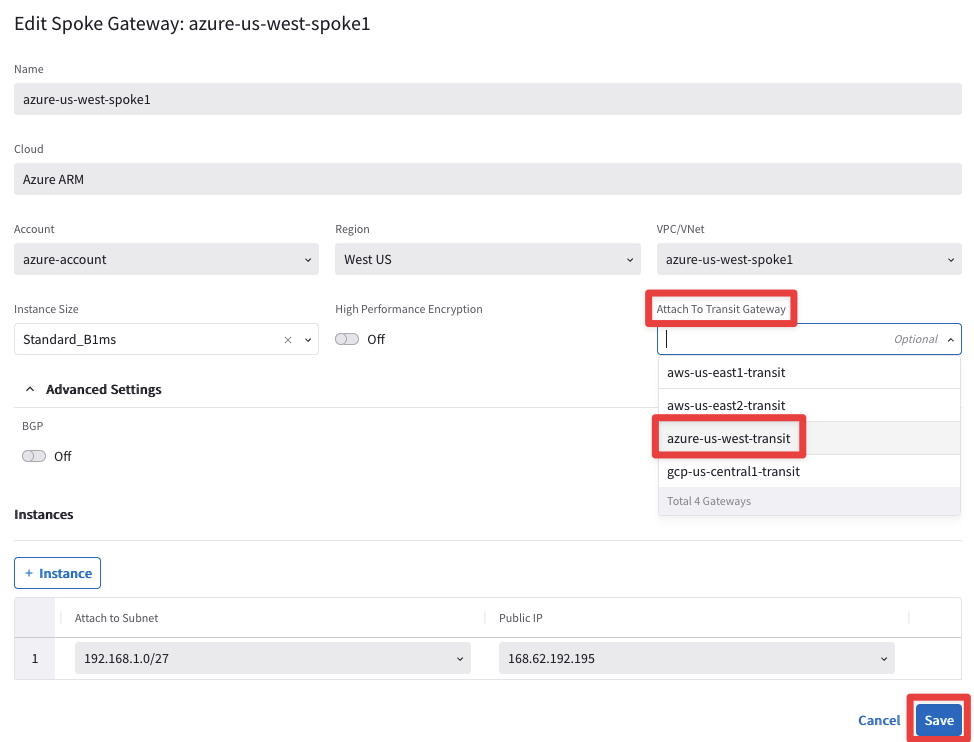 Edit Spoke Gateway: azure-us-west-spoke1
Name
azure-us-west-spoke1
Cloud
Azure ARM
Account
Region
VPC/VNet
azure-account
West US
azure-us-west-spoke1
Instance Size
High Performance Encryption
Attach To Transit Gateway
Standard_B1ms
Off
Optional
aws-us-east1-transit
Advanced Settings
aws-us-east2-transit
BGP
azure-us-west-transit
Off
gcp-us-central1-transit
Total 4 Gateways
Instances
+ Instance
Attach to Subnet
Public IP
1
192.168.1.0/27
168.62.192.195
Cancel
Save